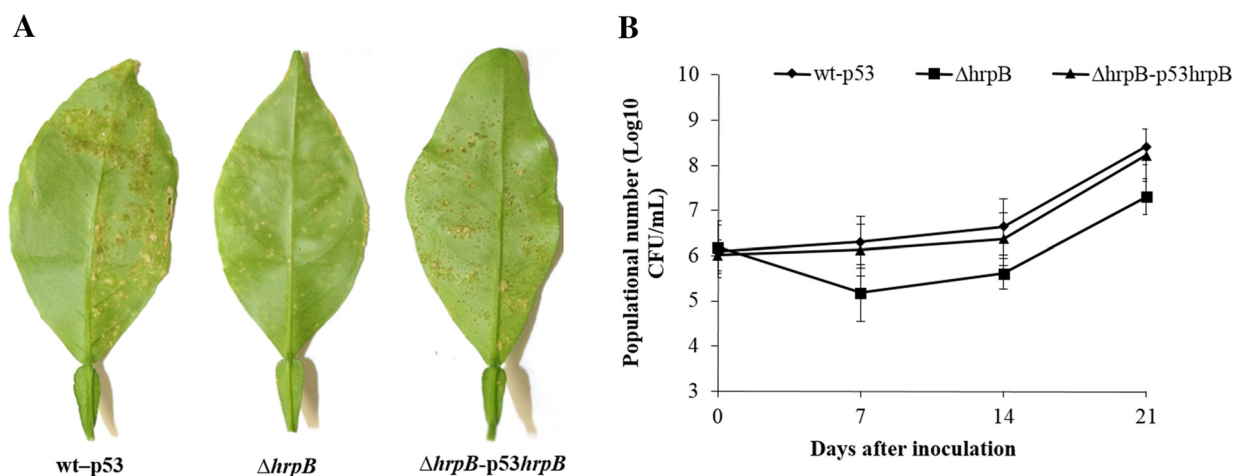 A
B
wt–p53
ΔhrpB
ΔhrpB-p53hrpB
wt-p53 ΔhrpB ΔhrpB-p53hrpB
Populational number (Log10
CFU/mL)
10
9
8
7
6
5
4
3
0 7 14 21
Days after inoculation